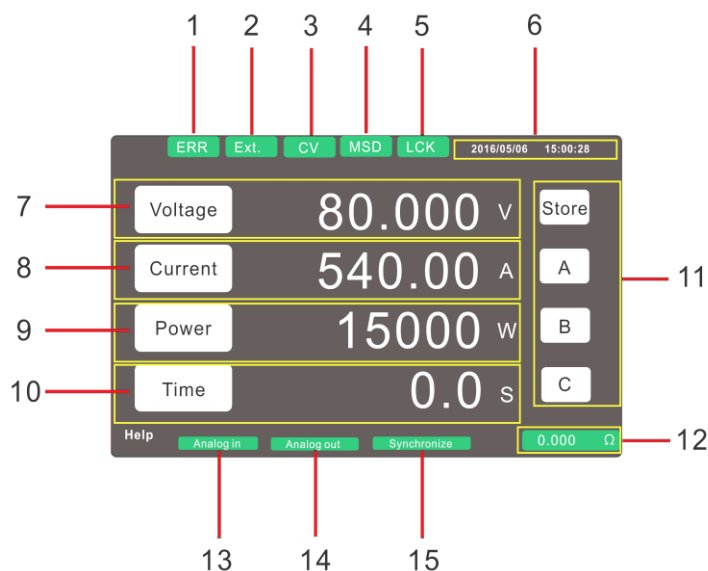 1 2 3 4 5 6
ERR Ext. CV MSD LCK 2016/05/06 15:00:28
7 Voltage 80.000 V Store
8 Current 540.00 A A
11
9 Power 15000 W B
10 Time 0.0 S C
Help Analog in Analog out Synchronize 0.000 Ω 12
13 14 15